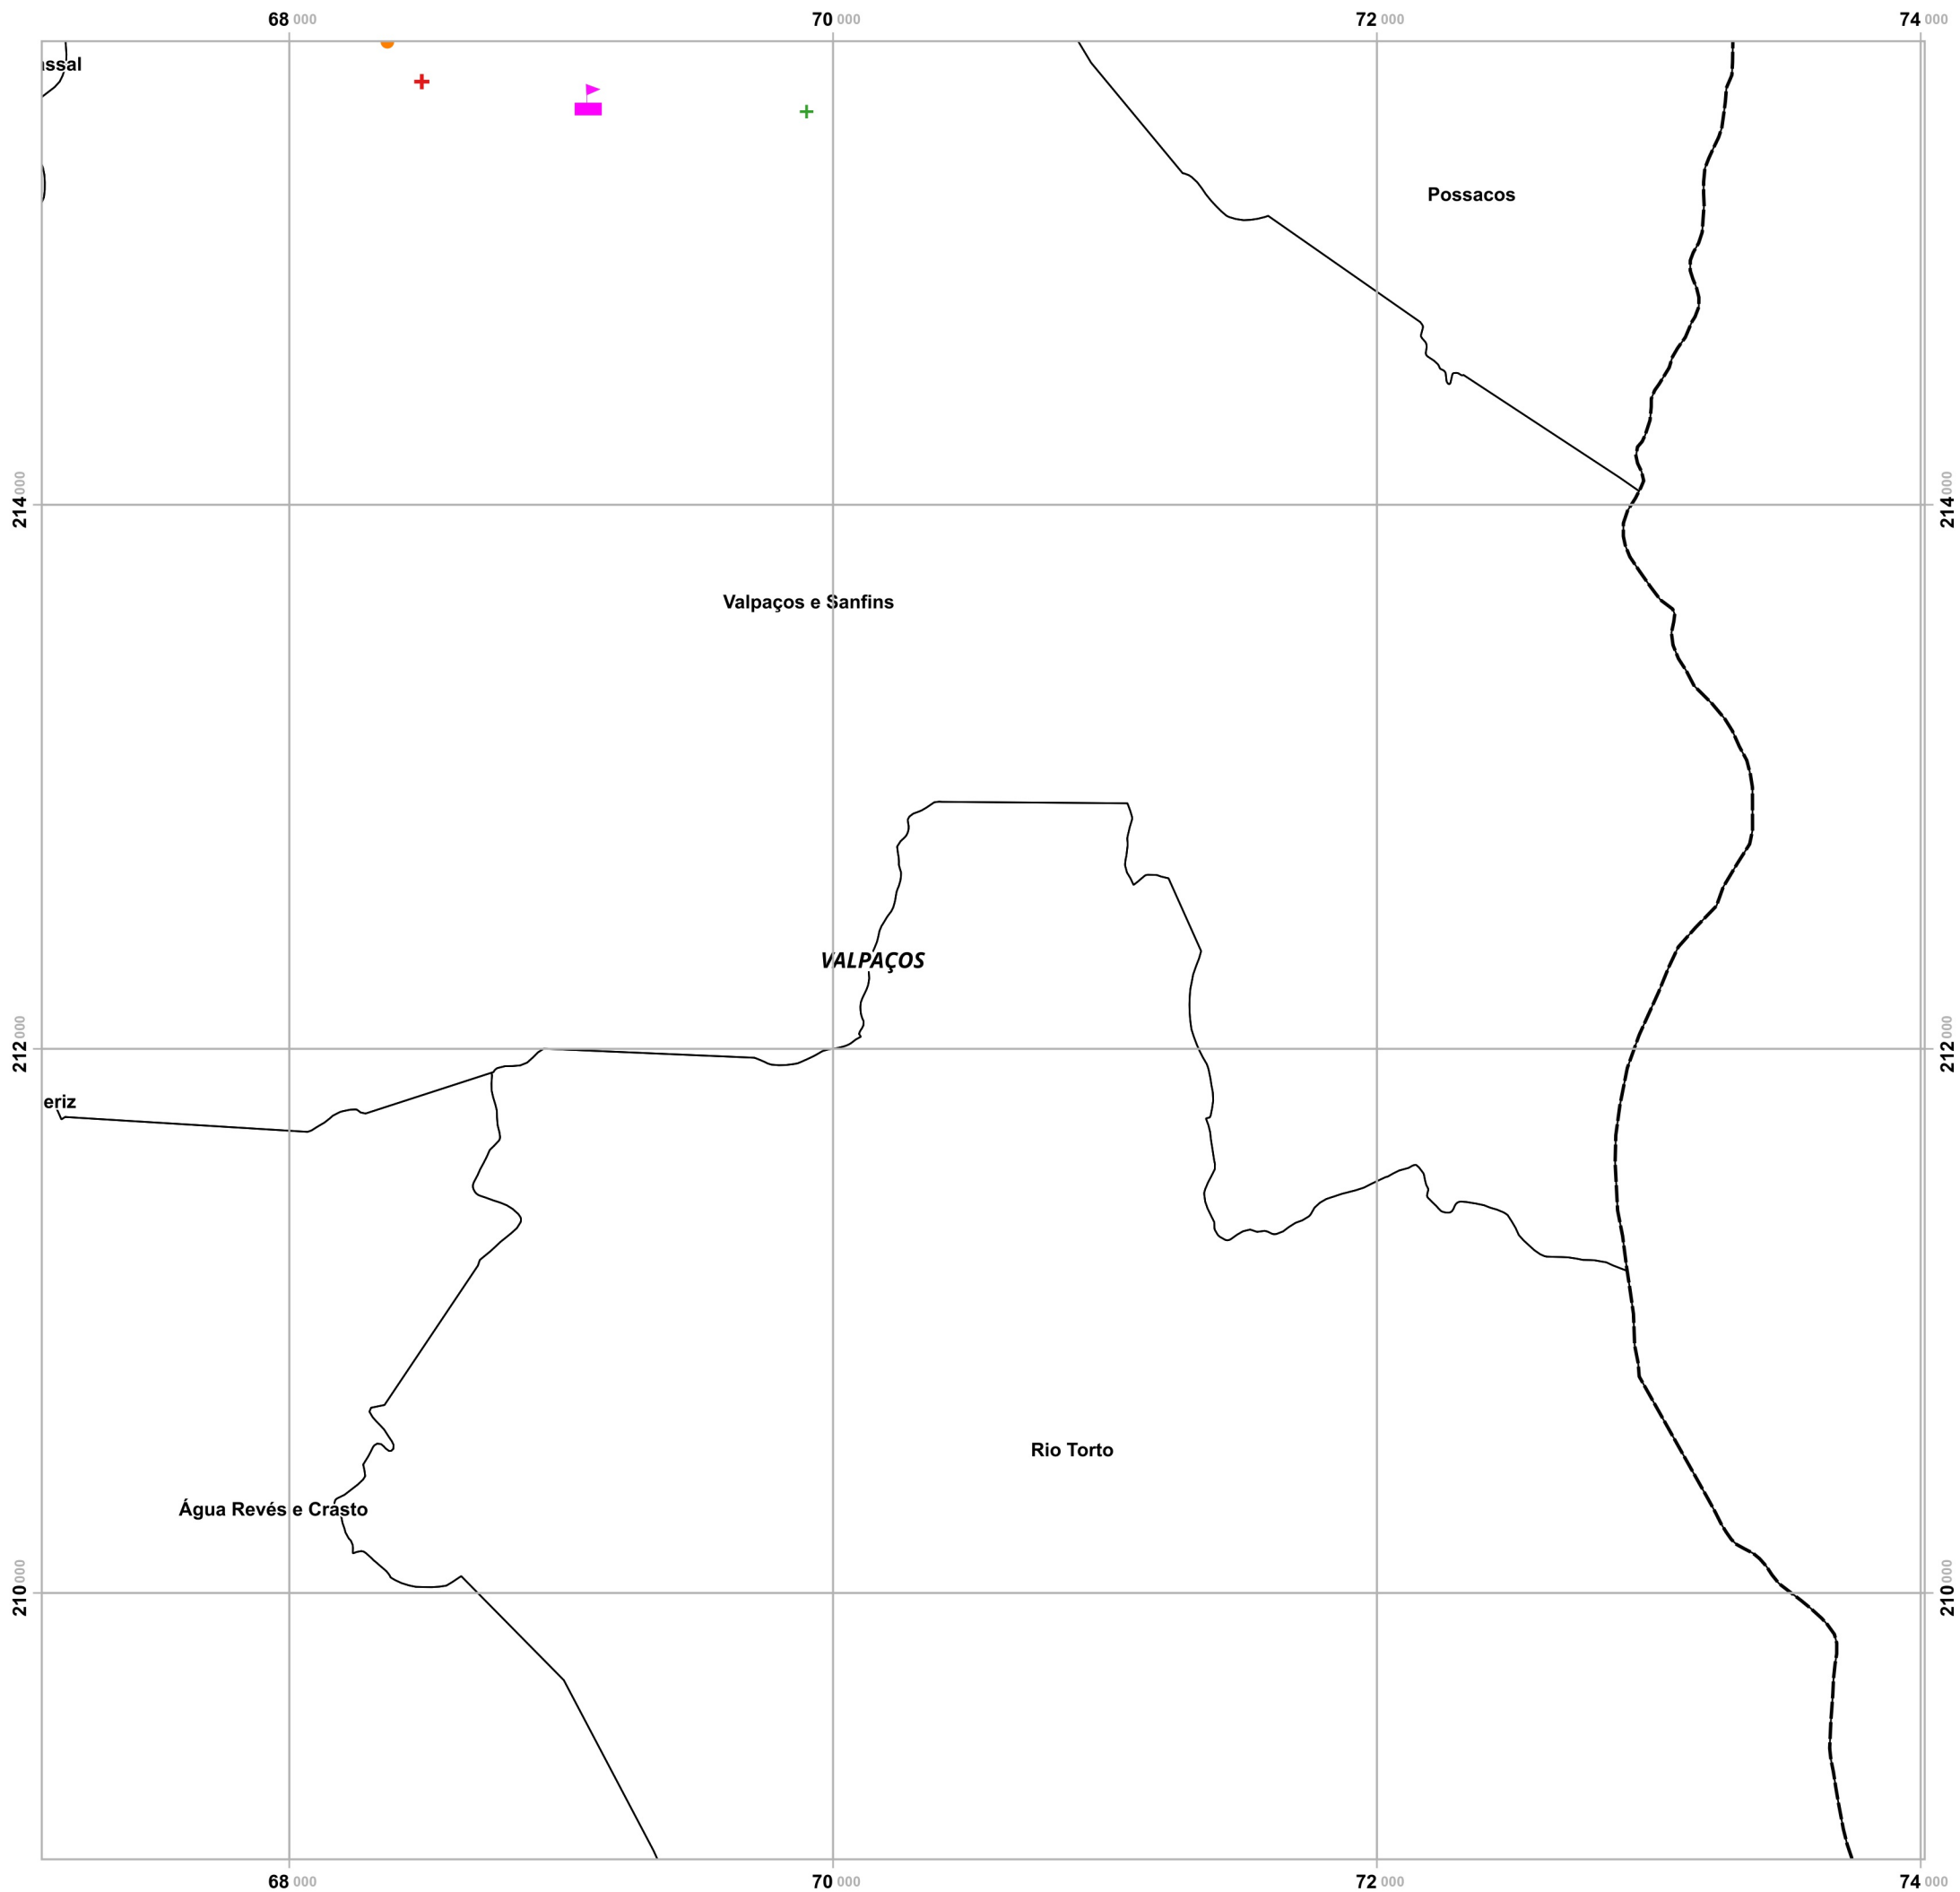 68 000 70 000 72 000 74 000
assal
Possacos
214 000 214 000
Valpaços e Sanfins
VALPAÇOS
212 000 212 000
eriz
Rio Torto
Água Revés e Crasto
210 000 210 000
68 000 70 000 72 000 74 000